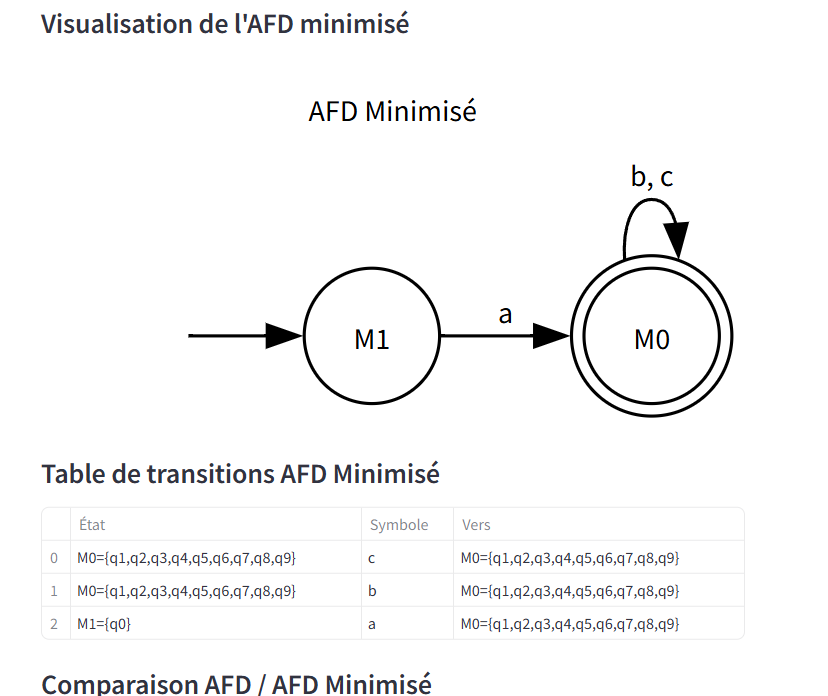 Visualisation de l'AFD minimisé
AFD Minimisé
b, c
a
M1
M0
Table de transitions AFD Minimisé
État Symbole Vers
0 M0={q1,q2,q3,q4,q5,q6,q7,q8,q9} c M0={q1,q2,q3,q4,q5,q6,q7,q8,q9}
1 M0={q1,q2,q3,q4,q5,q6,q7,q8,q9} b M0={q1,q2,q3,q4,q5,q6,q7,q8,q9}
2 M1={q0} a M0={q1,q2,q3,q4,q5,q6,q7,q8,q9}
Comparaison AFD / AFD Minimisé